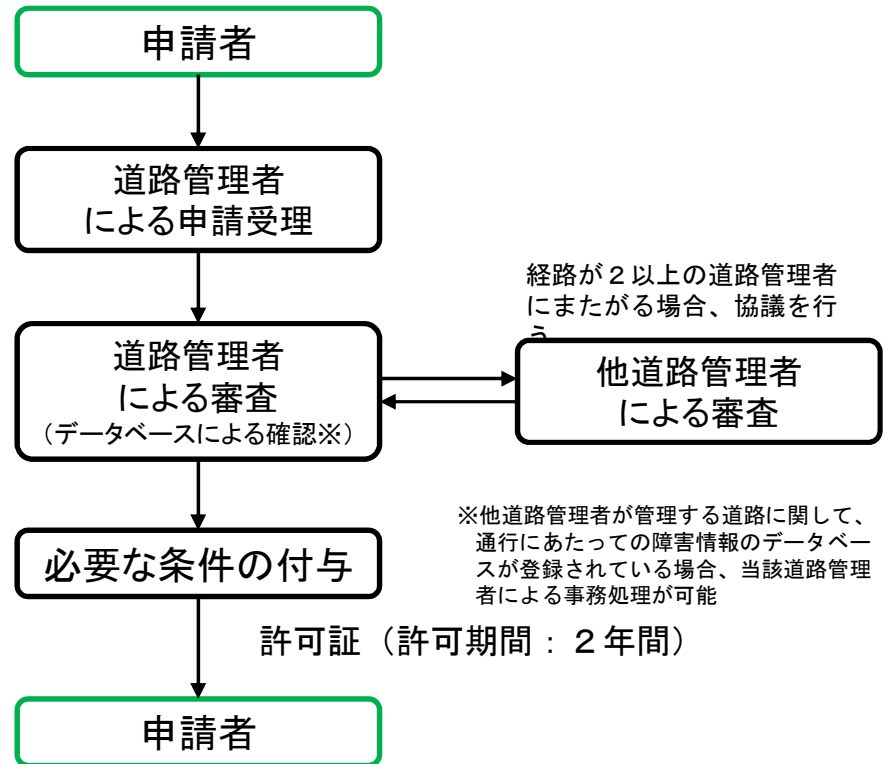 申請者
道路管理者
による申請受理
経路が２以上の道路管理者
にまたがる場合、協議を行
う
道路管理者
による審査
（データベースによる確認※）
他道路管理者
による審査
※他道路管理者が管理する道路に関して、
通行にあたっての障害情報のデータベー
スが登録されている場合、当該道路管理
者による事務処理が可能
必要な条件の付与
許可証（許可期間：２年間）
申請者